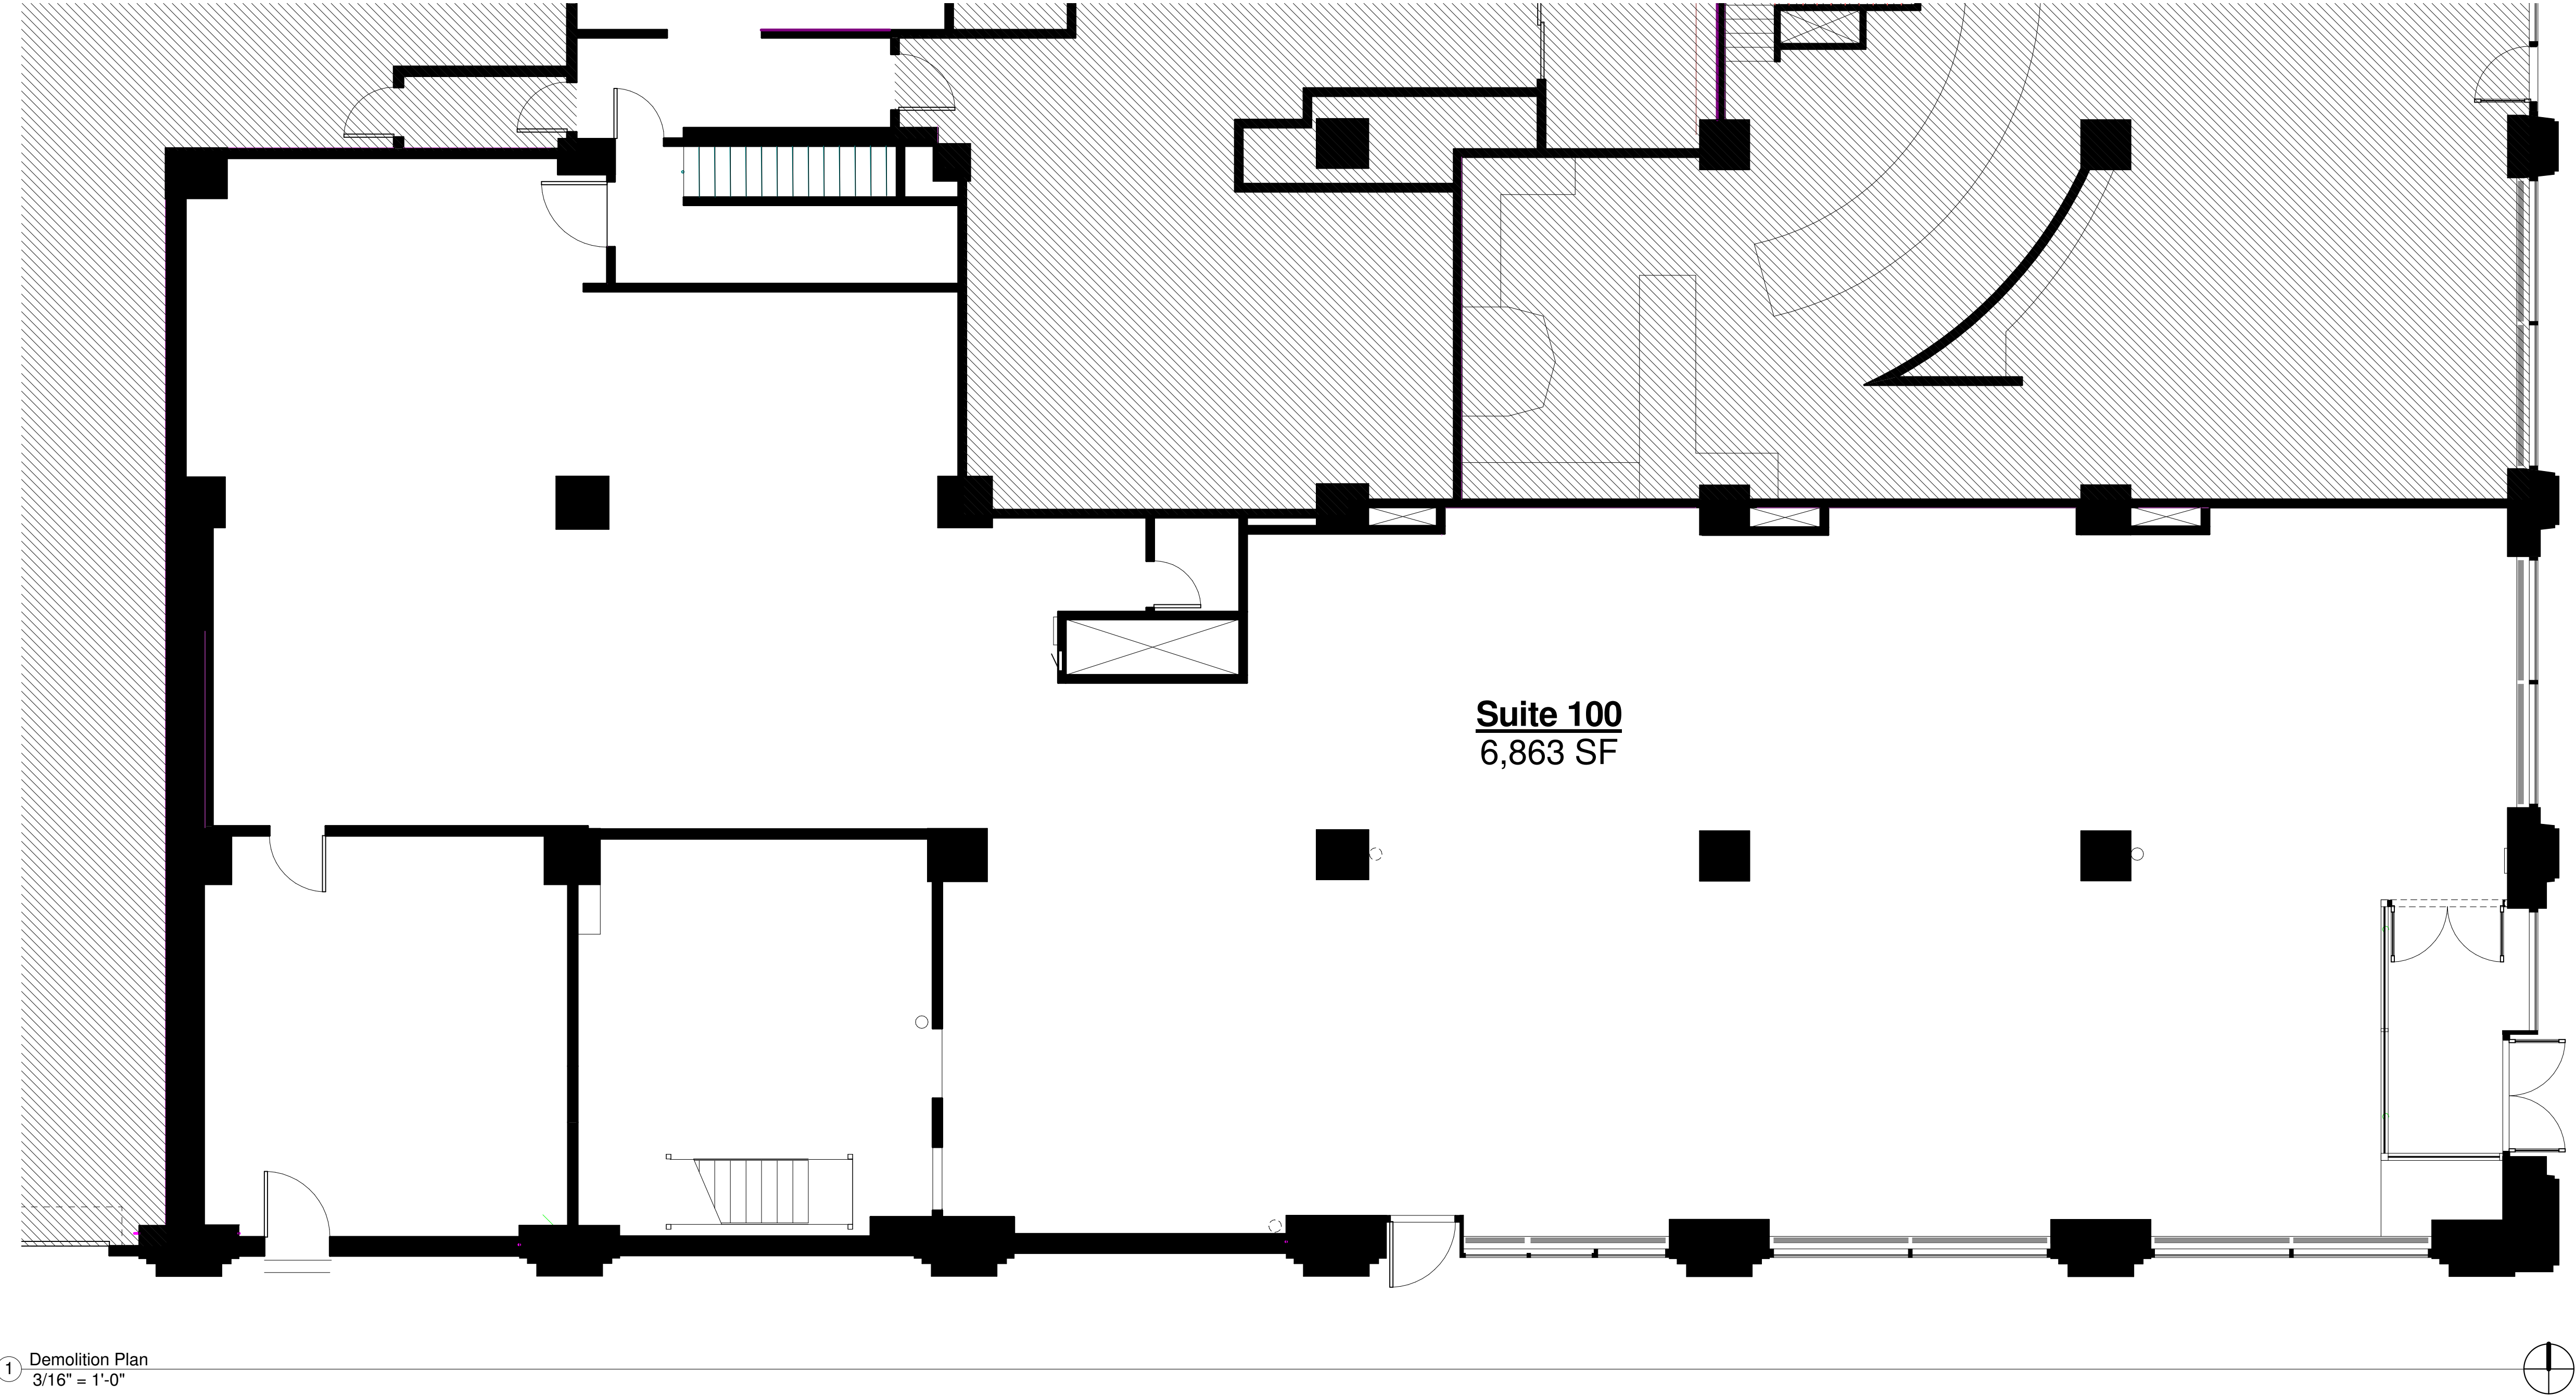 Suite 100
6,863 SF
1 Demolition Plan
3/16" = 1'-0"